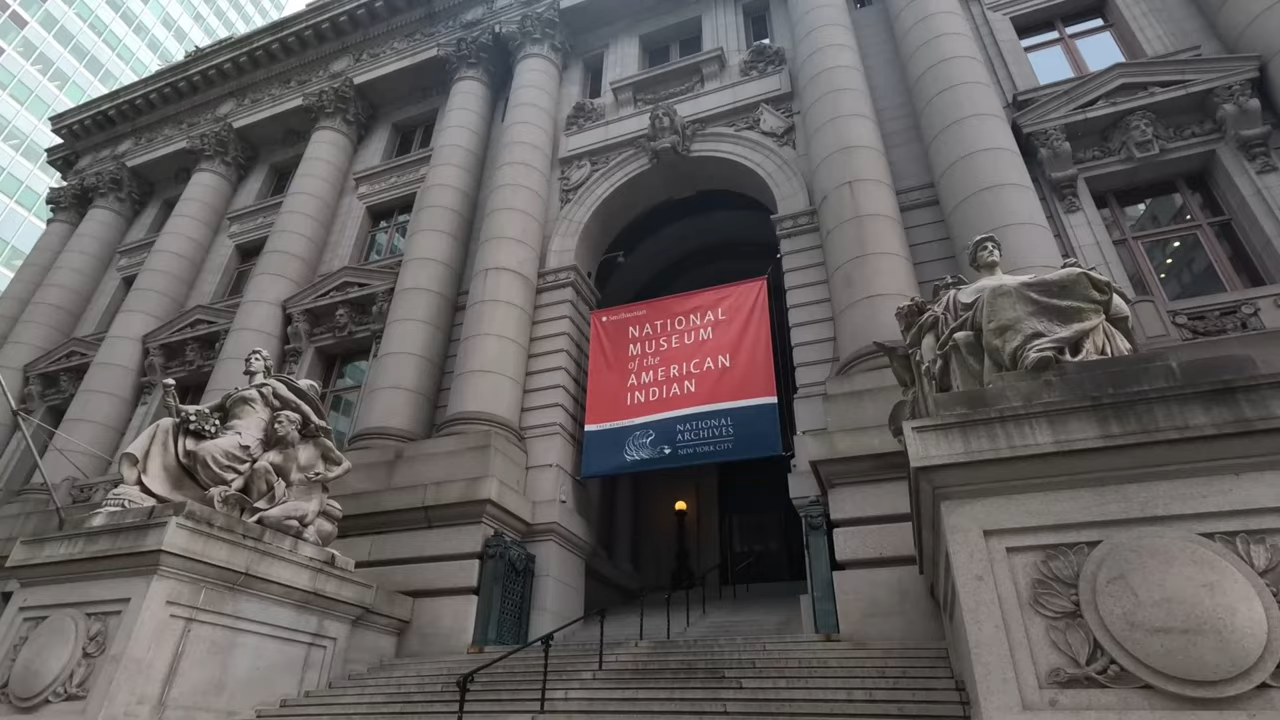 Smithsonian
NATIONAL
MUSEUM
of the
AMERICAN
INDIAN
NATIONAL
ARCHIVES
NEW YORK CITY